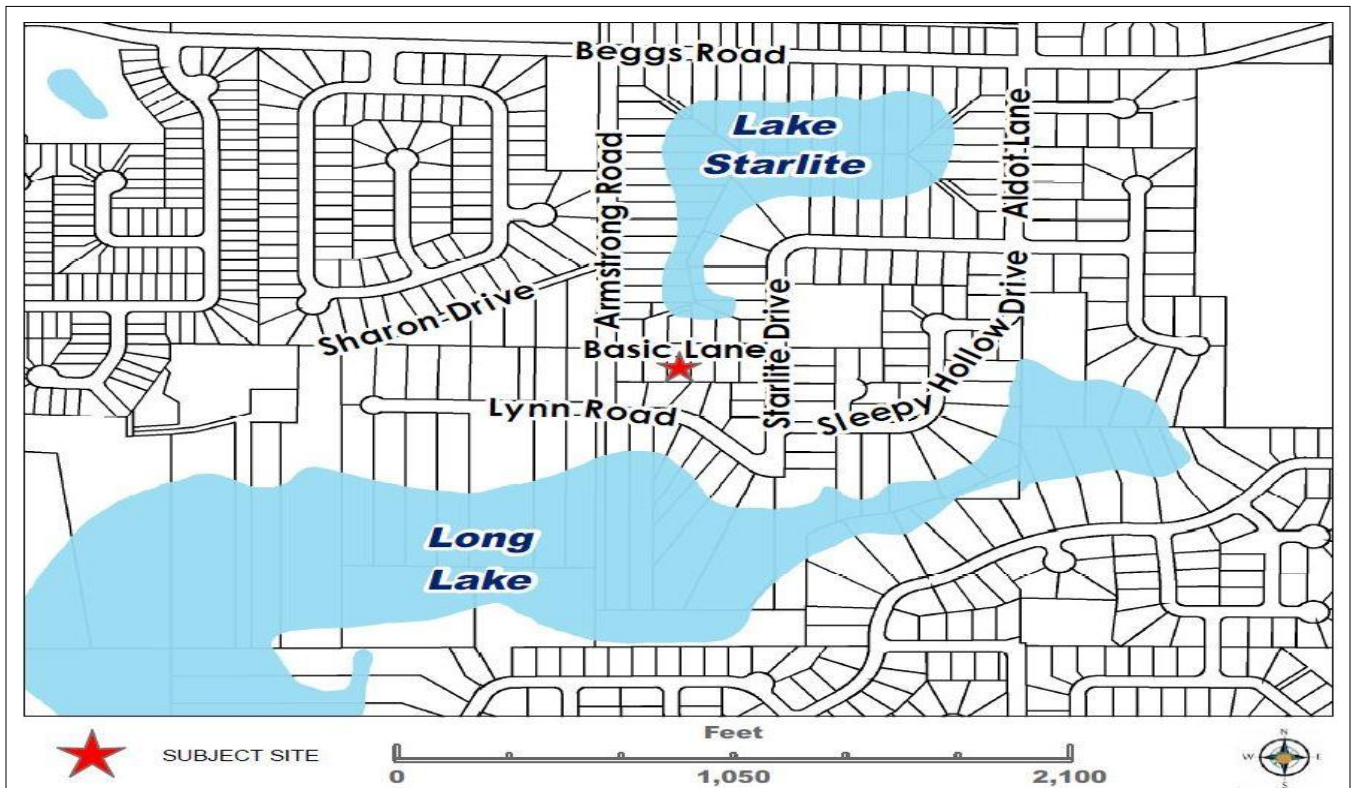 Beggs Road
Lake
Starlite
Aldot Lane
Armstrong Road
Sharon Drive
Basic Lane
Starlite Drive
Sleepy Hollow Drive
Lynn Road
Long
Lake
SUBJECT SITE
Feet
0 1,050 2,100
N
W E
S